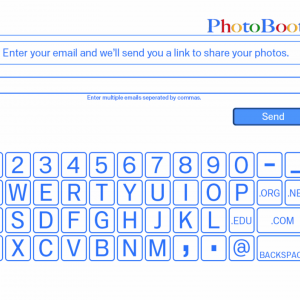 PhotoBoot
Enter your email and we'll send you a link to share your photos.
Enter multiple emails seperated by commas.
Send
2 3 4 5 6 7 8 9 0 - _
W E R T Y U I O P .ORG .NE
S D F G H J K L .EDU .COM
X C V B N M ; . @ BACKSPAC